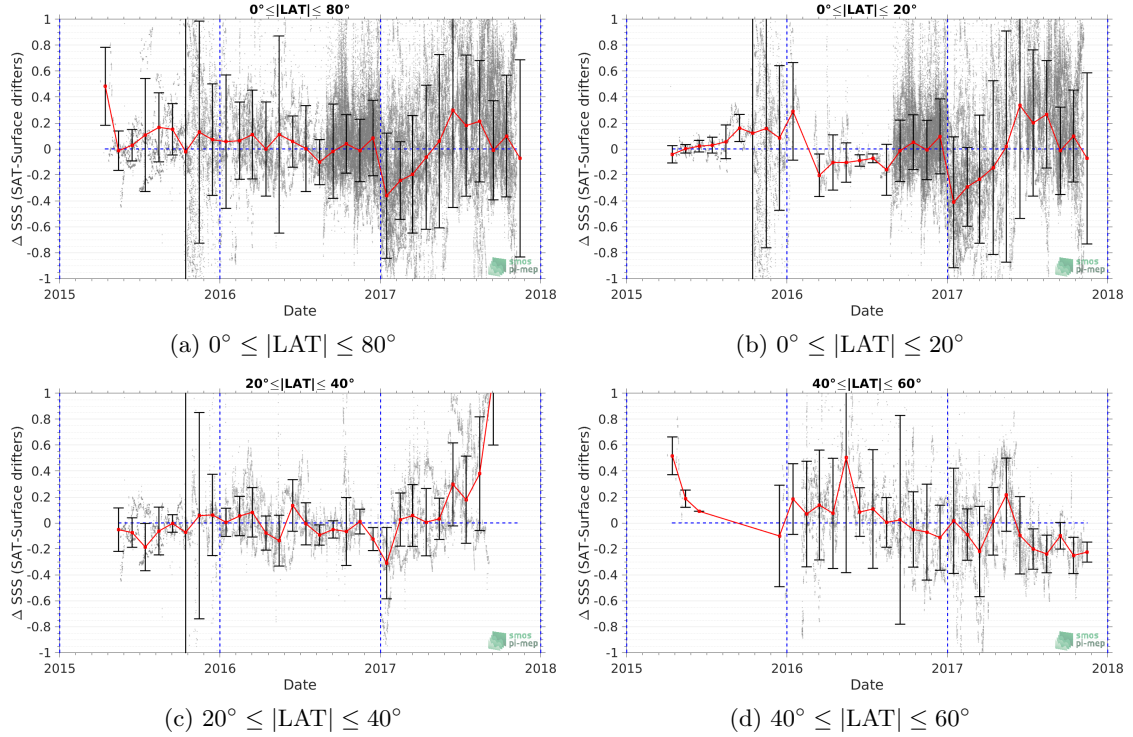 0°≤|LAT|≤ 80°
Δ SSS (SAT-Surface drifters)
1
0.8
0.6
0.4
0.2
0
-0.2
-0.4
-0.6
-0.8
-1
2015
2016
2017
2018
Date
smos
pi-mep
(a) 0° ≤ |LAT| ≤ 80°
0°≤|LAT|≤ 20°
Δ SSS (SAT-Surface drifters)
1
0.8
0.6
0.4
0.2
0
-0.2
-0.4
-0.6
-0.8
-1
2015
2016
2017
2018
Date
smos
pi-mep
(b) 0° ≤ |LAT| ≤ 20°
20°≤|LAT|≤ 40°
Δ SSS (SAT-Surface drifters)
1
0.8
0.6
0.4
0.2
0
-0.2
-0.4
-0.6
-0.8
-1
2015
2016
2017
2018
Date
smos
pi-mep
(c) 20° ≤ |LAT| ≤ 40°
40°≤|LAT|≤ 60°
Δ SSS (SAT-Surface drifters)
1
0.8
0.6
0.4
0.2
0
-0.2
-0.4
-0.6
-0.8
-1
2015
2016
2017
2018
Date
smos
pi-mep
(d) 40° ≤ |LAT| ≤ 60°